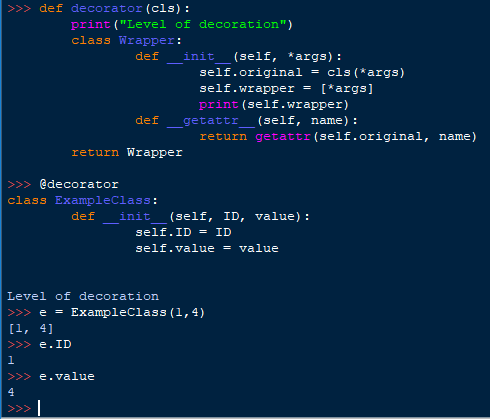 >>> def decorator(cls):
        print("Level of decoration")
        class Wrapper:
                def __init__(self, *args):
                        self.original = cls(*args)
                        self.wrapper = [*args]
                        print(self.wrapper)
                def __getattr__(self, name):
                        return getattr(self.original, name)
        return Wrapper

>>> @decorator
class ExampleClass:
        def __init__(self, ID, value):
                self.ID = ID
                self.value = value


Level of decoration
>>> e = ExampleClass(1,4)
[1, 4]
>>> e.ID
1
>>> e.value
4
>>>